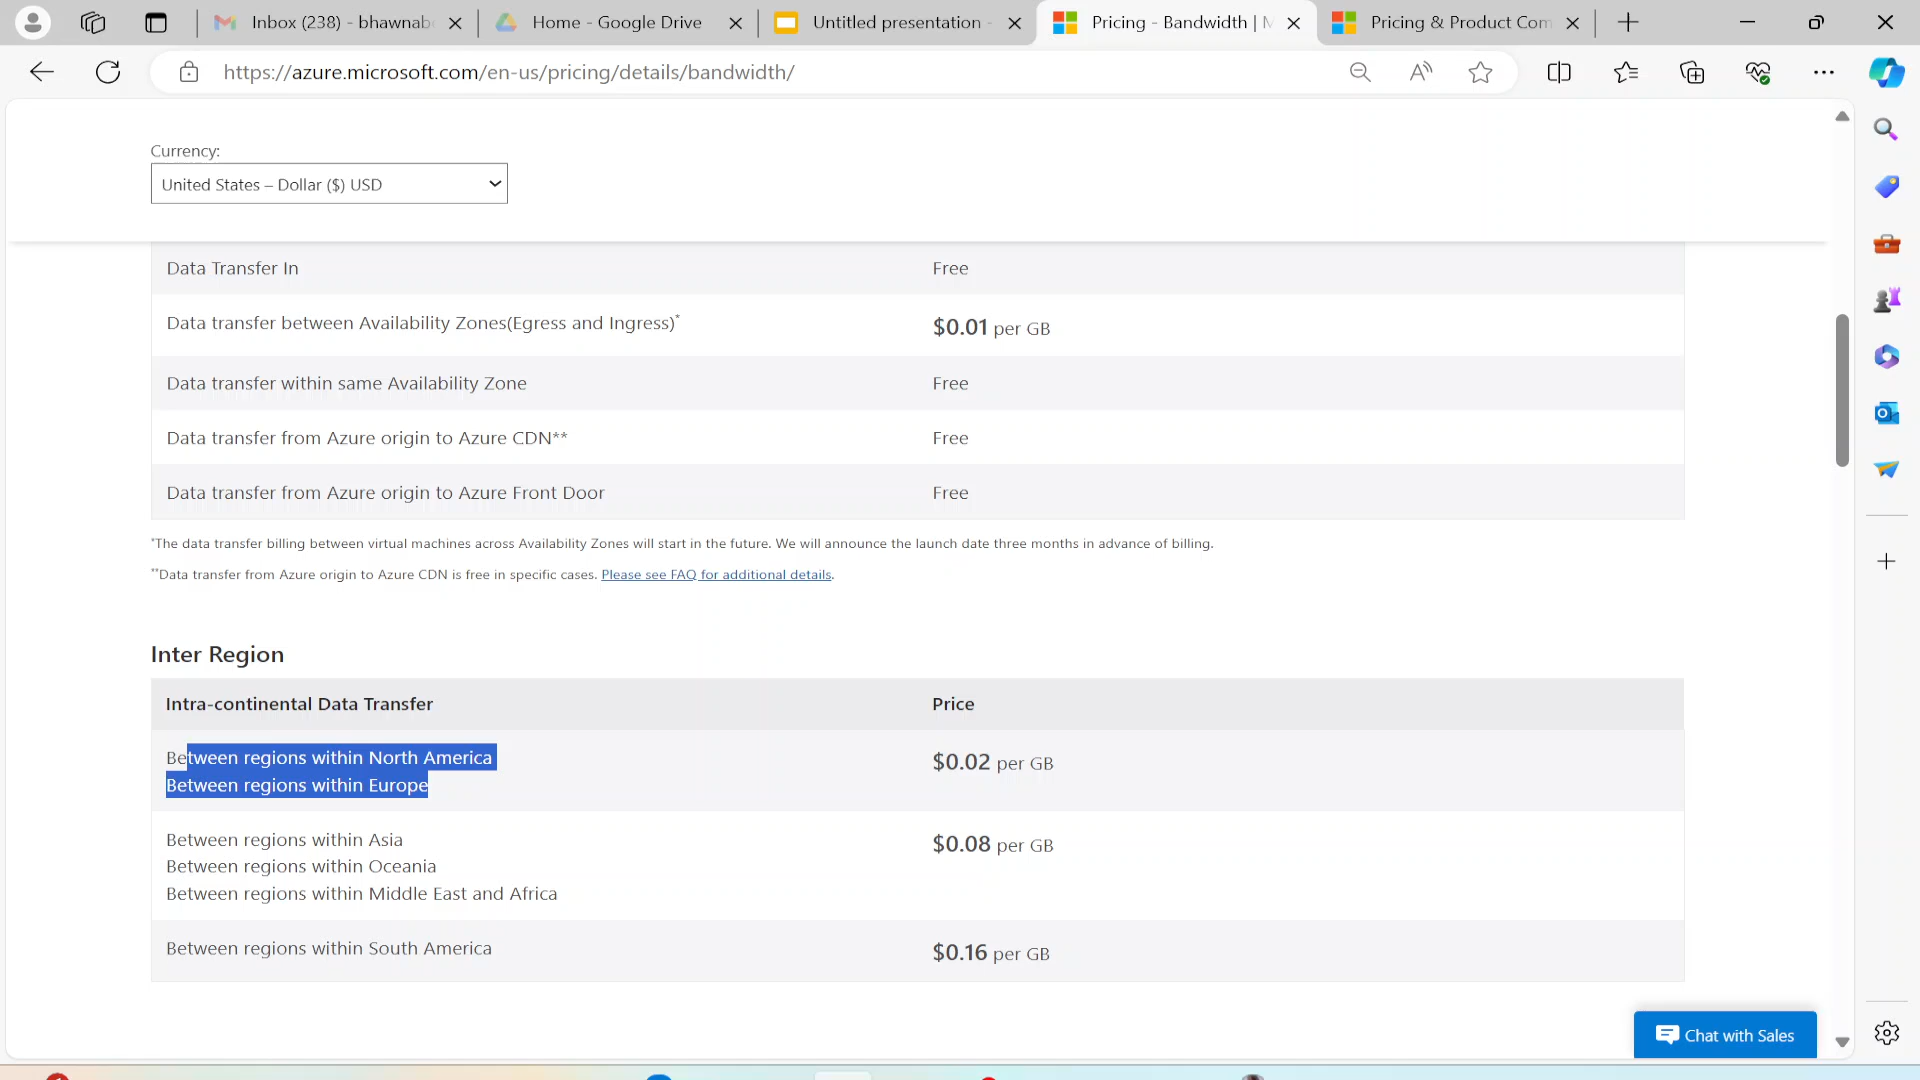 Inbox (238) - bhawnabe
Home - Google Drive
Untitled presentation -
Pricing - Bandwidth | M
Pricing & Product Com
https://azure.microsoft.com/en-us/pricing/details/bandwidth/
Currency:
United States – Dollar ($) USD
Data Transfer In Free
Data transfer between Availability Zones(Egress and Ingress)* $0.01 per GB
Data transfer within same Availability Zone Free
Data transfer from Azure origin to Azure CDN** Free
Data transfer from Azure origin to Azure Front Door Free
*The data transfer billing between virtual machines across Availability Zones will start in the future. We will announce the launch date three months in advance of billing.
**Data transfer from Azure origin to Azure CDN is free in specific cases. Please see FAQ for additional details.
Inter Region
Intra-continental Data Transfer Price
Between regions within North America $0.02 per GB
Between regions within Europe
Between regions within Asia $0.08 per GB
Between regions within Oceania
Between regions within Middle East and Africa
Between regions within South America $0.16 per GB
Chat with Sales